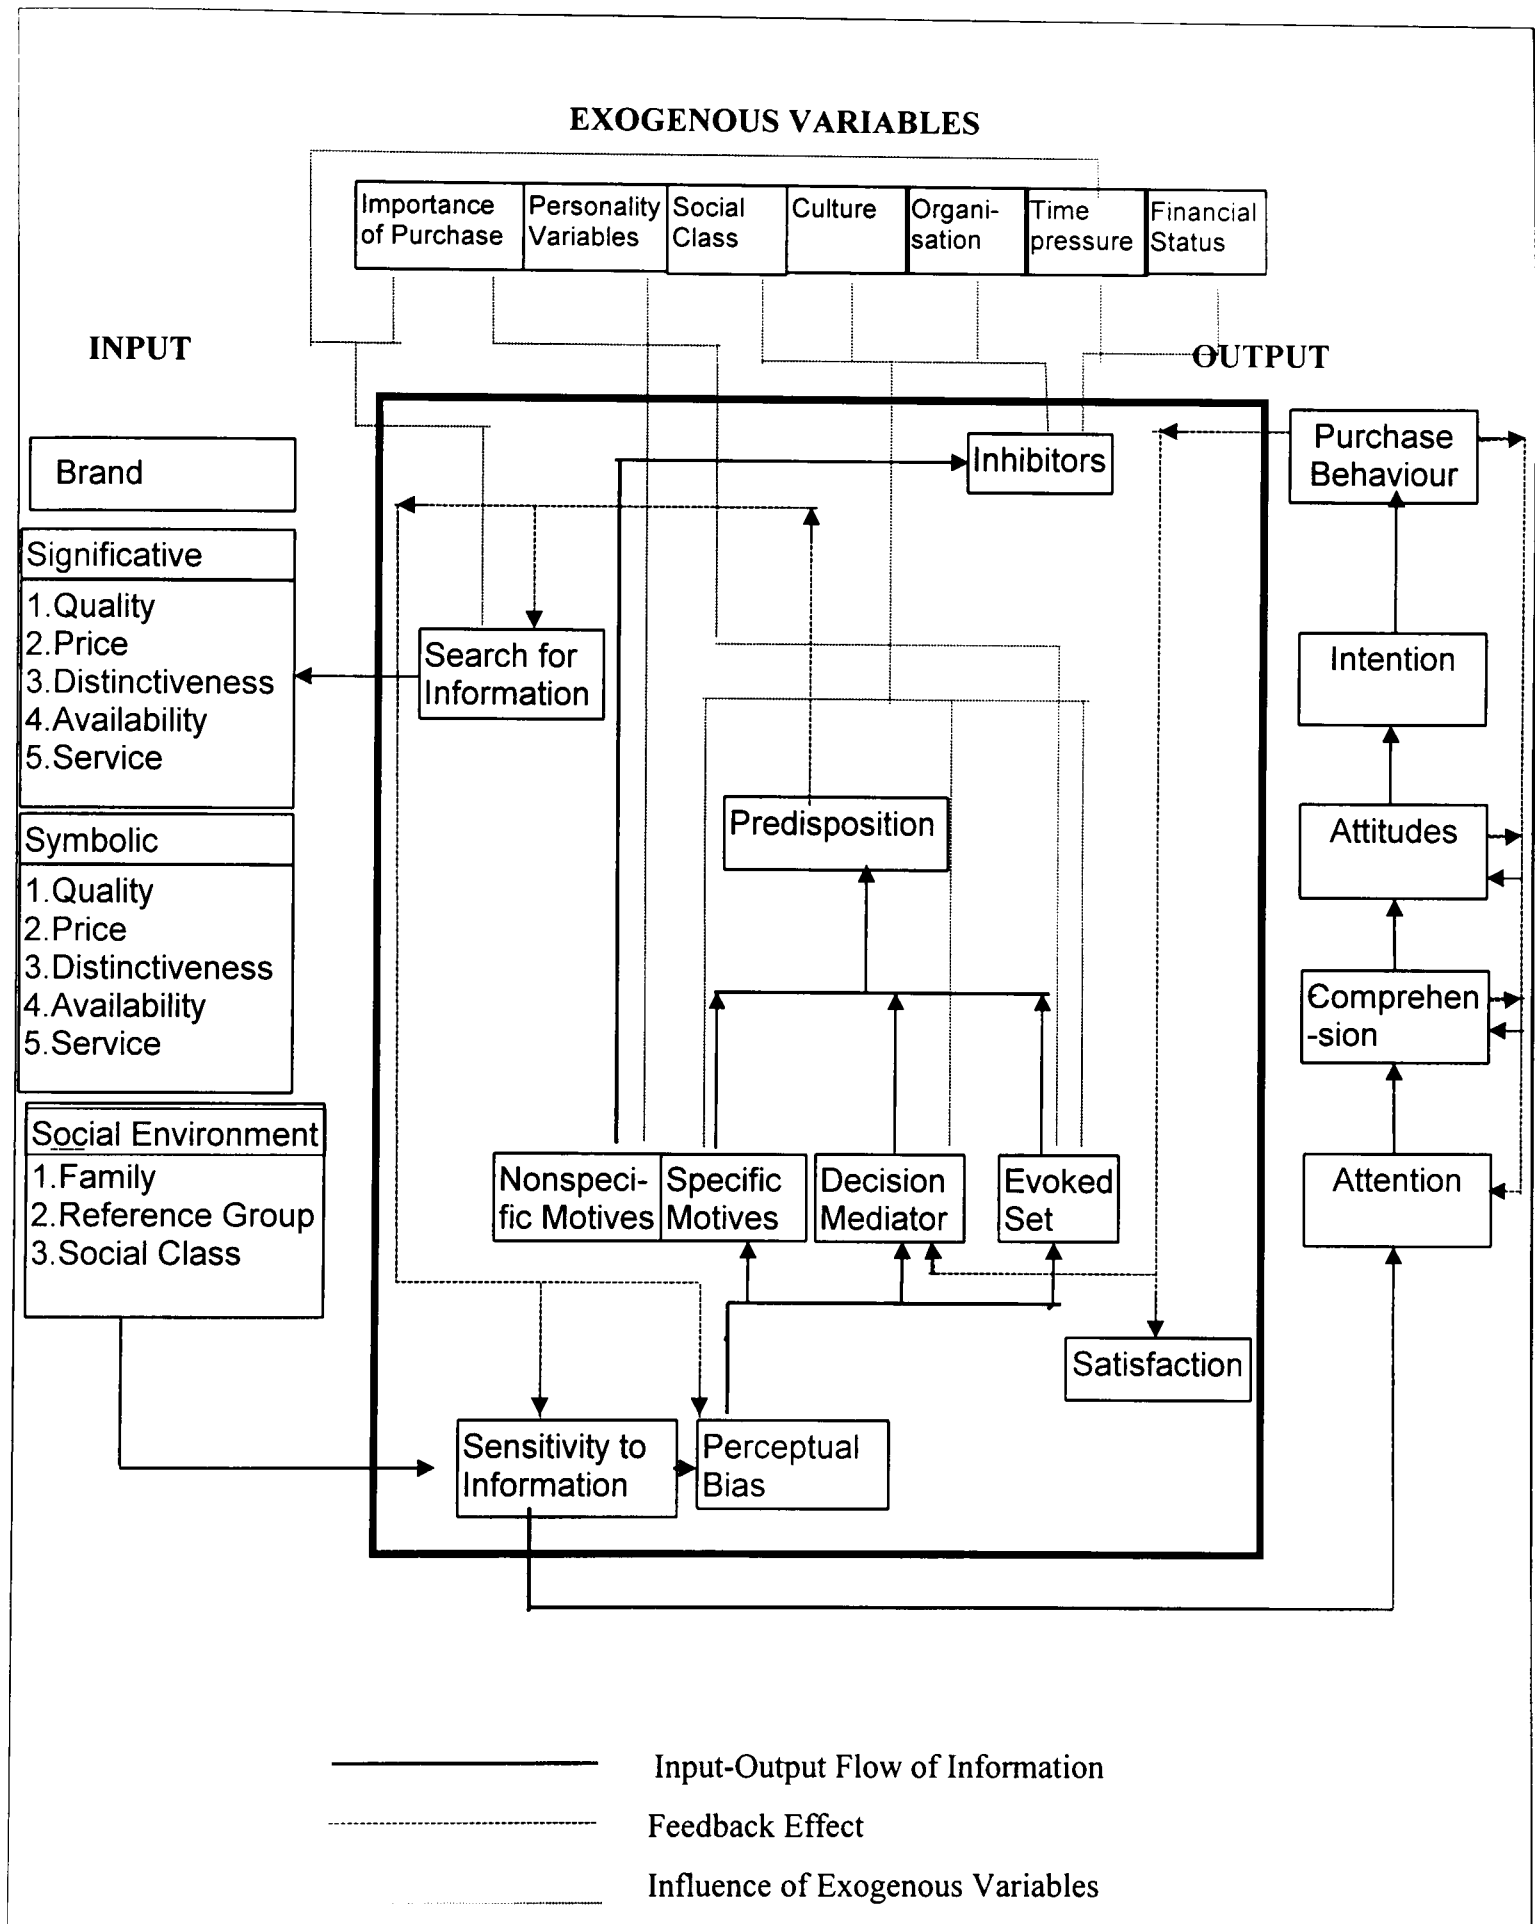 EXOGENOUS VARIABLES
Importance
of Purchase
Personality
Variables
Social
Class
Culture
Organi-
sation
Time
pressure
Financial
Status
INPUT
OUTPUT
Brand
Significative
1.Quality
2.Price
3.Distinctiveness
4.Availability
5.Service
Symbolic
1.Quality
2.Price
3.Distinctiveness
4.Availability
5.Service
Social Environment
1.Family
2.Reference Group
3.Social Class
Inhibitors
Search for
Information
Predisposition
Nonspeci-
fic Motives
Specific
Motives
Decision
Mediator
Evoked
Set
Satisfaction
Sensitivity to
Information
Perceptual
Bias
Purchase
Behaviour
Intention
Attitudes
Comprehen
-sion
Attention
Input-Output Flow of Information
Feedback Effect
Influence of Exogenous Variables